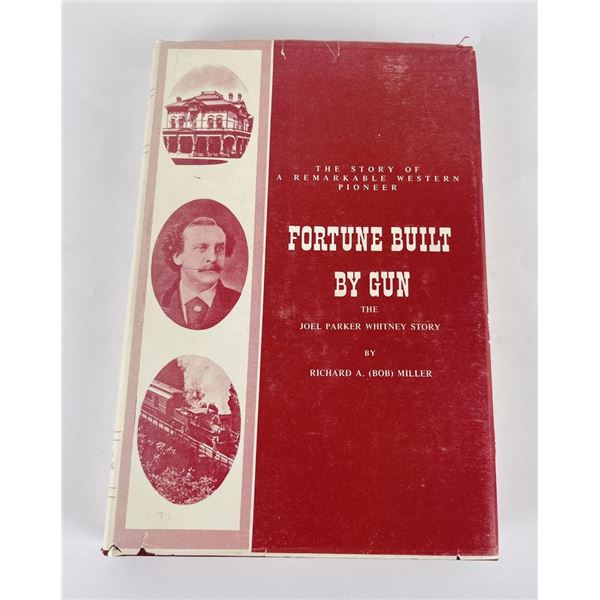 THE STORY OF
A REMARKABLE WESTERN
PIONEER
FORTUNE BUILT
BY GUN
THE
JOEL PARKER WHITNEY STORY
BY
RICHARD A. (BOB) MILLER